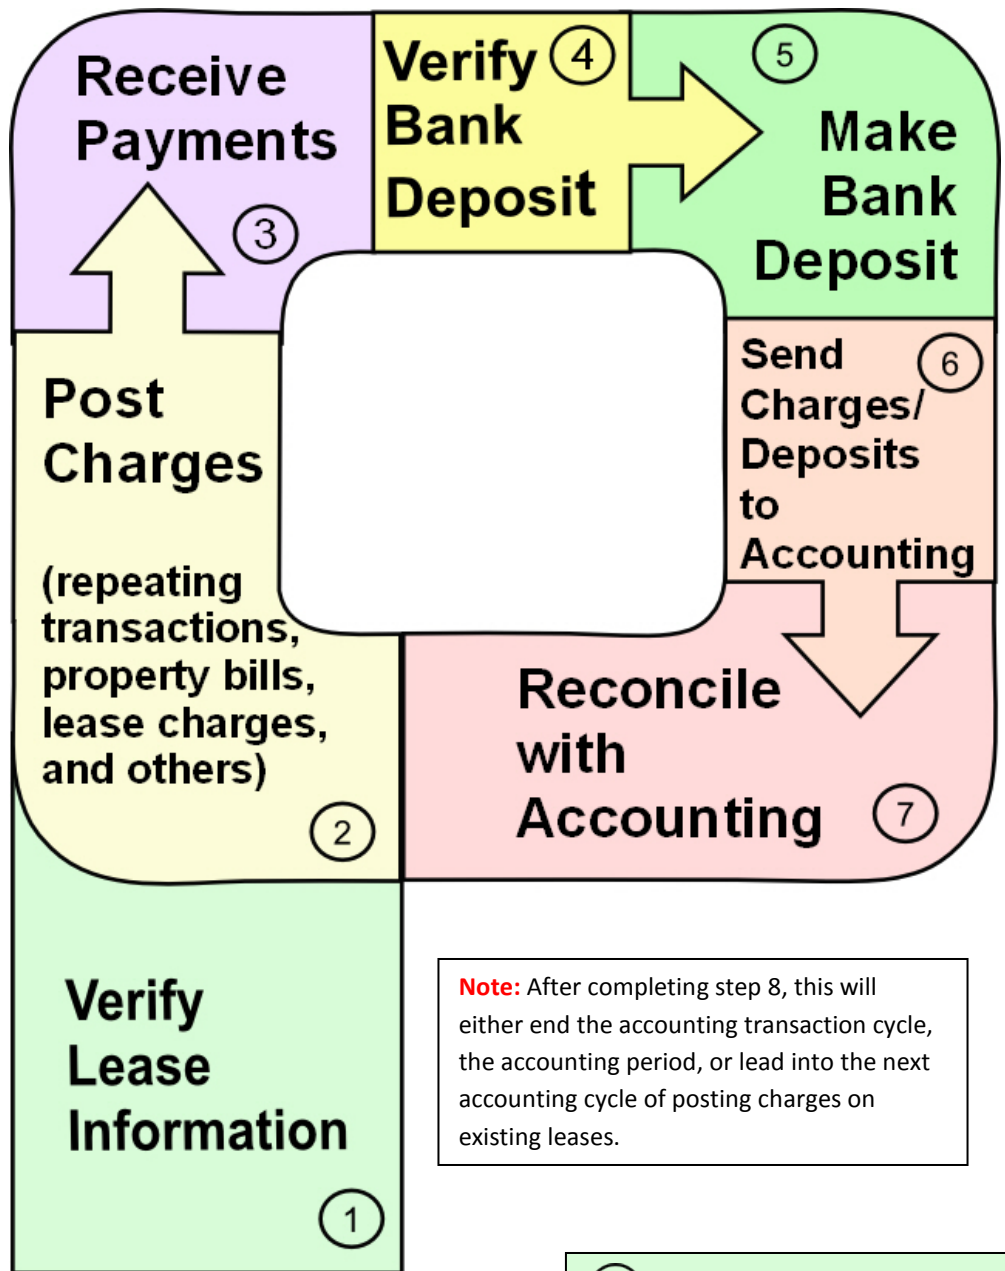 Receive
Payments
3
Verify 4
Bank
Deposit
5
Make
Bank
Deposit
Send 6
Charges/
Deposits
to
Accounting
Post
Charges
(repeating
transactions,
property bills,
lease charges,
and others)
2
Reconcile
with
Accounting
7
Verify
Lease
Information
1
Note: After completing step 8, this will
either end the accounting transaction cycle,
the accounting period, or lead into the next
accounting cycle of posting charges on
existing leases.